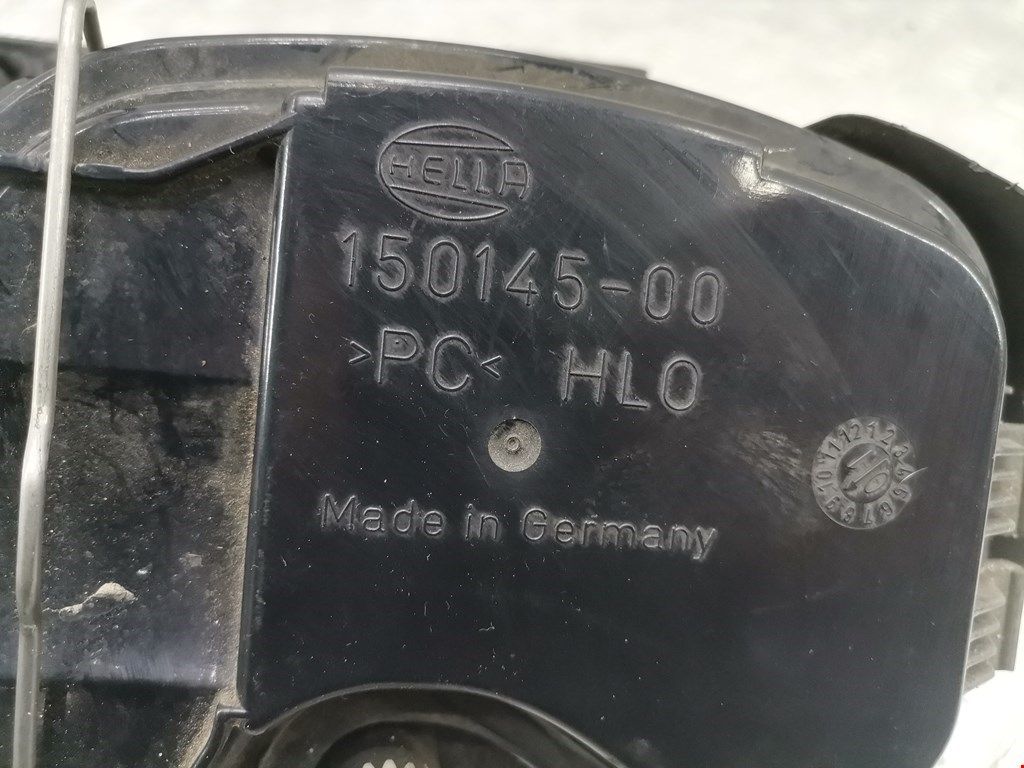 HELLA
150145-00
>PC< HLO
Made in Germany